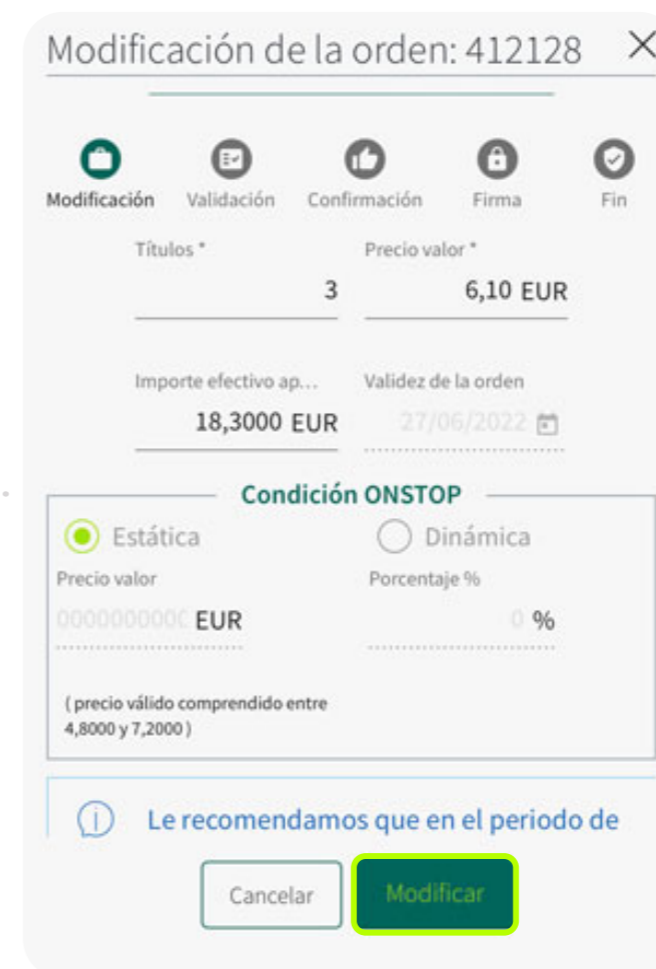 Modificación de la orden: 412128
Modificación Validación Confirmación Firma Fin
Títulos * Precio valor *
3 6,10 EUR
Importe efectivo ap... Validez de la orden
18,3000 EUR 27/06/2022
Condición ONSTOP
Estática Dinámica
Precio valor Porcentaje %
000000000 EUR 0 %
( precio válido comprendido entre
4,8000 y 7,2000 )
Le recomendamos que en el periodo de
Cancelar Modificar